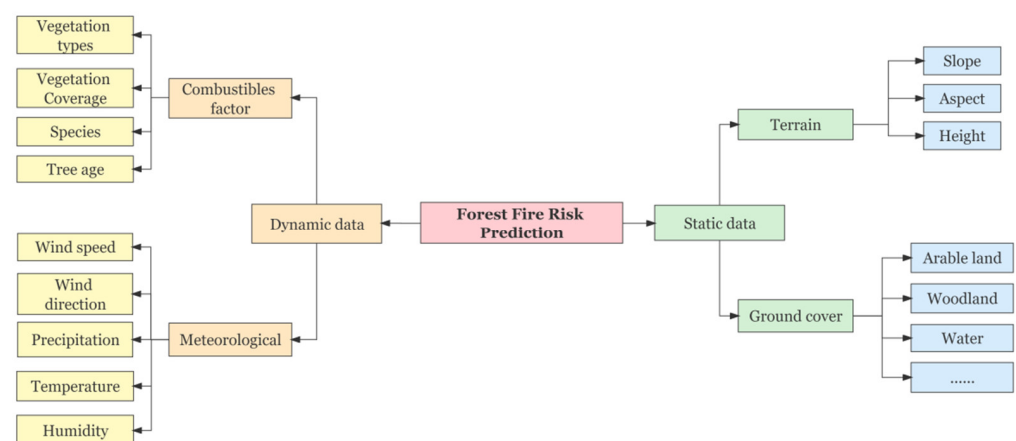 Vegetation
types
Vegetation
Coverage
Species
Tree age
Combustibles
factor
Wind speed
Wind
direction
Precipitation
Temperature
Humidity
Meteorological
Dynamic data
Forest Fire Risk
Prediction
Static data
Terrain
Slope
Aspect
Height
Ground cover
Arable land
Woodland
Water
......